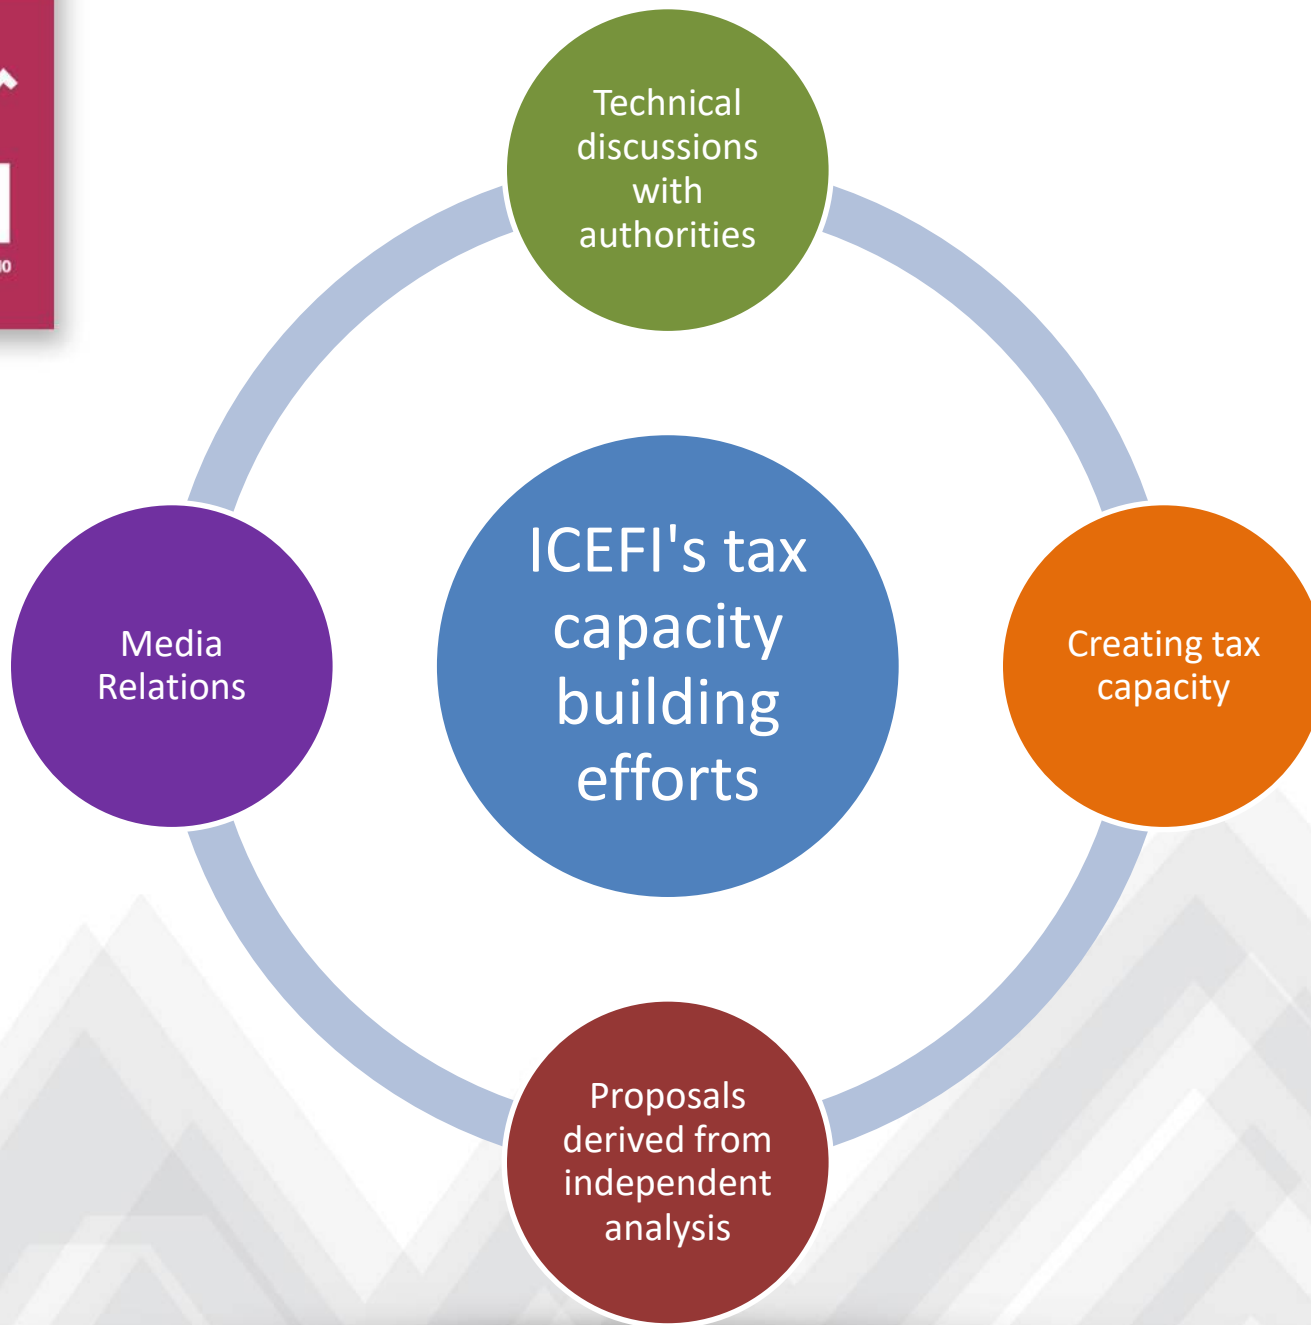 Technical
discussions
with
authorities
ICEFI's tax
capacity
building
efforts
Media
Relations
Creating tax
capacity
Proposals
derived from
independent
analysis